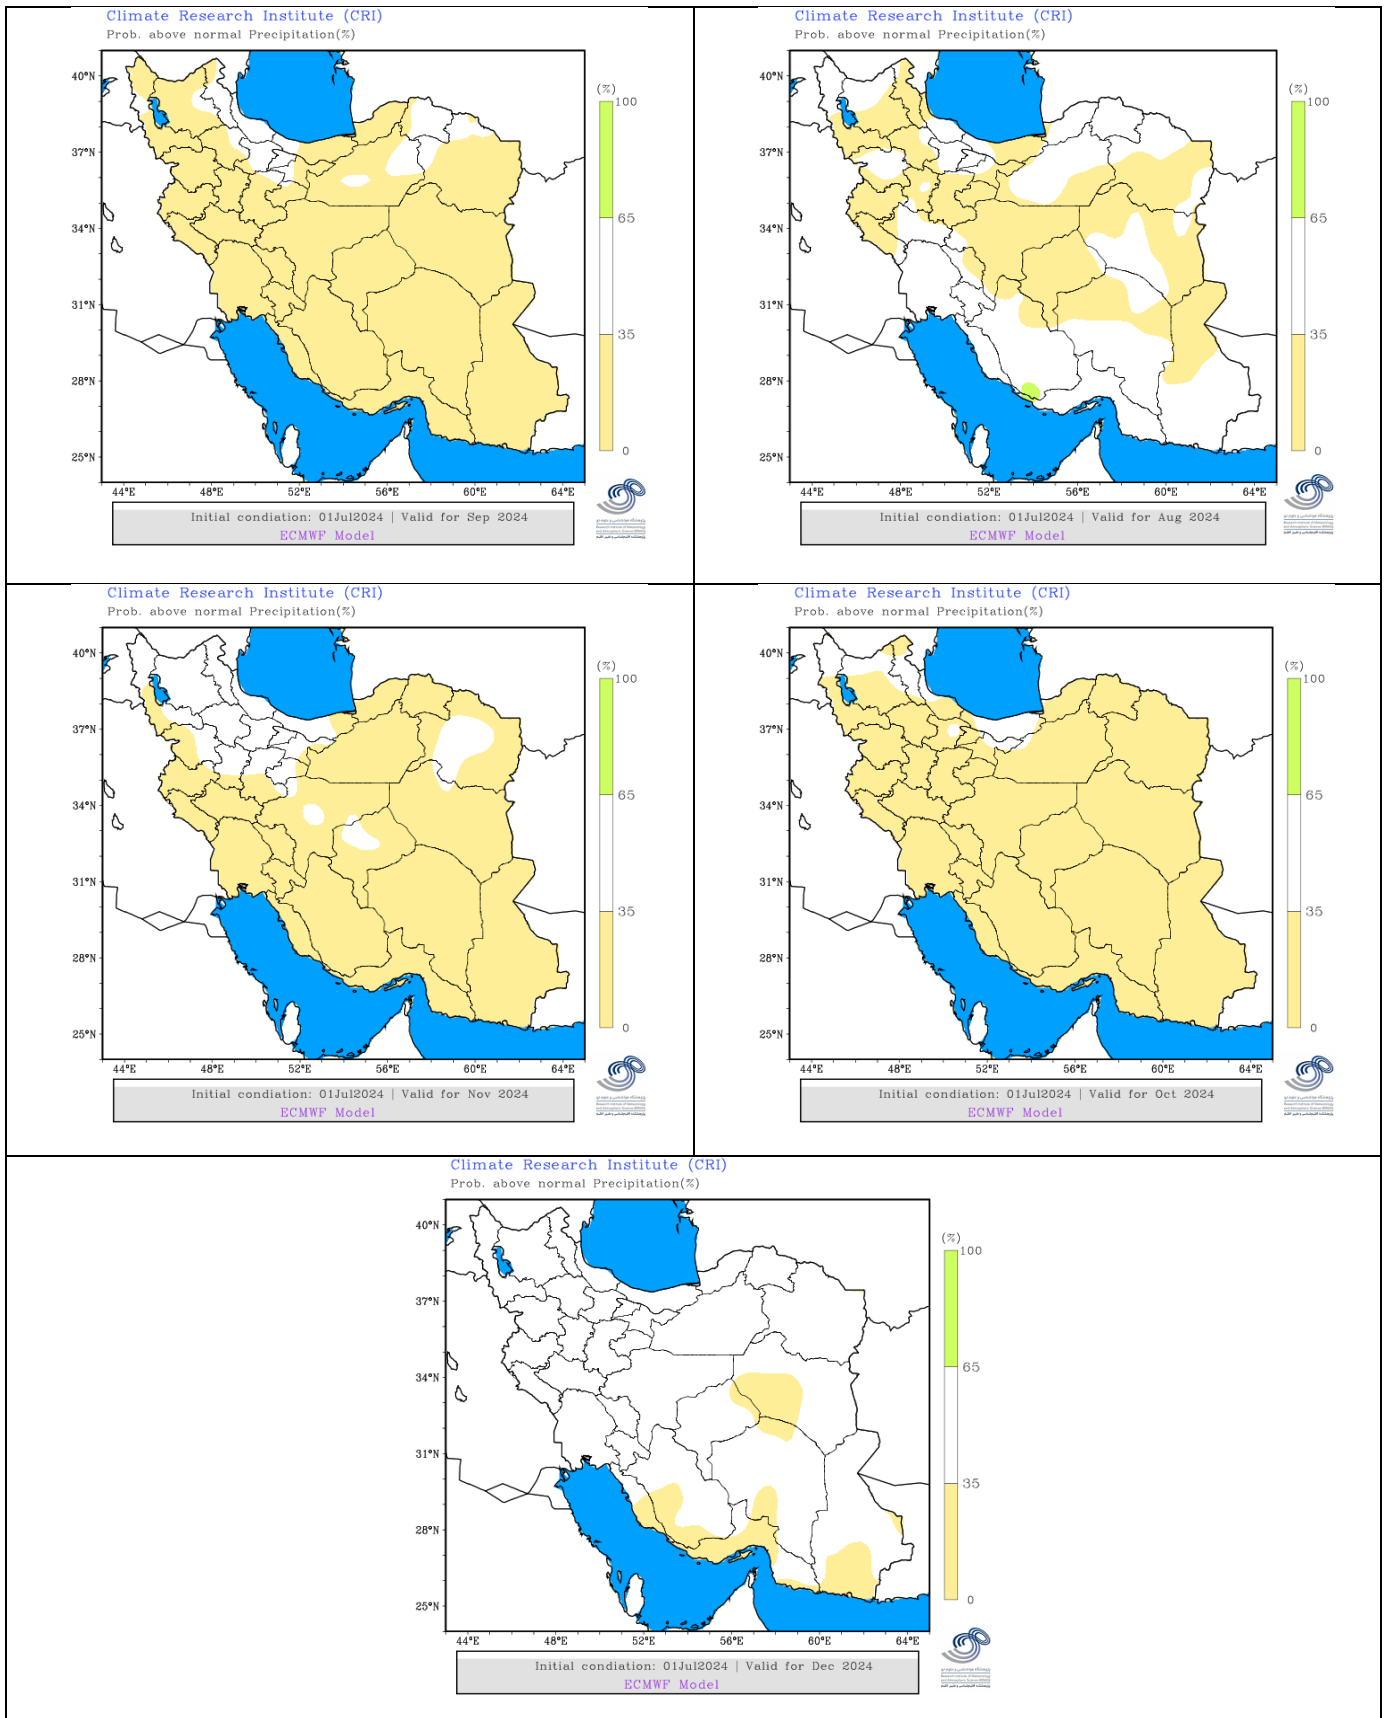 Climate Research Institute (CRI)
Prob. above normal Precipitation(%)
40°N
37°N
34°N
31°N
28°N
25°N
44°E 48°E 52°E 56°E 60°E 64°E
(%)
100
65
35
0
Initial condiation: 01Jul2024 | Valid for Sep 2024
ECMWF Model
Climate Research Institute (CRI)
Prob. above normal Precipitation(%)
40°N
37°N
34°N
31°N
28°N
25°N
44°E 48°E 52°E 56°E 60°E 64°E
(%)
100
65
35
0
Initial condiation: 01Jul2024 | Valid for Aug 2024
ECMWF Model
Climate Research Institute (CRI)
Prob. above normal Precipitation(%)
40°N
37°N
34°N
31°N
28°N
25°N
44°E 48°E 52°E 56°E 60°E 64°E
(%)
100
65
35
0
Initial condiation: 01Jul2024 | Valid for Nov 2024
ECMWF Model
Climate Research Institute (CRI)
Prob. above normal Precipitation(%)
40°N
37°N
34°N
31°N
28°N
25°N
44°E 48°E 52°E 56°E 60°E 64°E
(%)
100
65
35
0
Initial condiation: 01Jul2024 | Valid for Oct 2024
ECMWF Model
Climate Research Institute (CRI)
Prob. above normal Precipitation(%)
40°N
37°N
34°N
31°N
28°N
25°N
44°E 48°E 52°E 56°E 60°E 64°E
(%)
100
65
35
0
Initial condiation: 01Jul2024 | Valid for Dec 2024
ECMWF Model